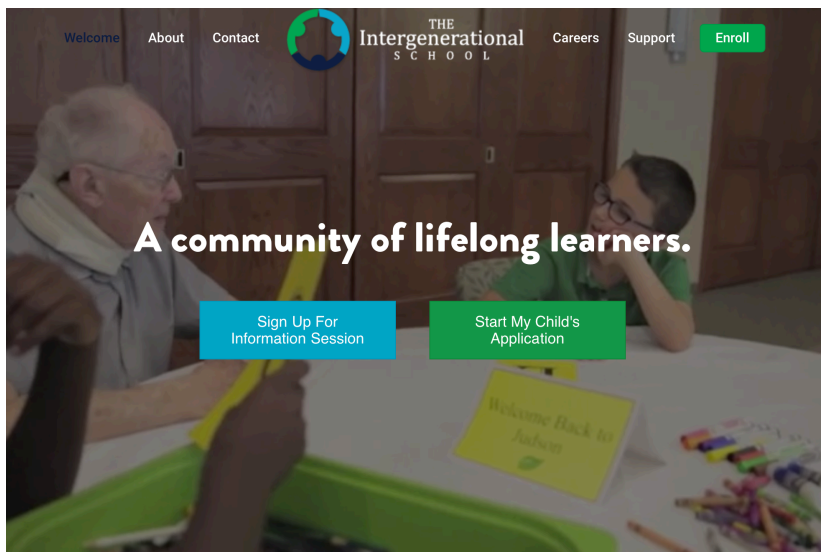 Welcome
About
Contact
THE
Intergenerational
SCHOOL
Careers
Support
Enroll
A community of lifelong learners.
Sign Up For
Information Session
Start My Child's
Application
Welcome Back to
Judson